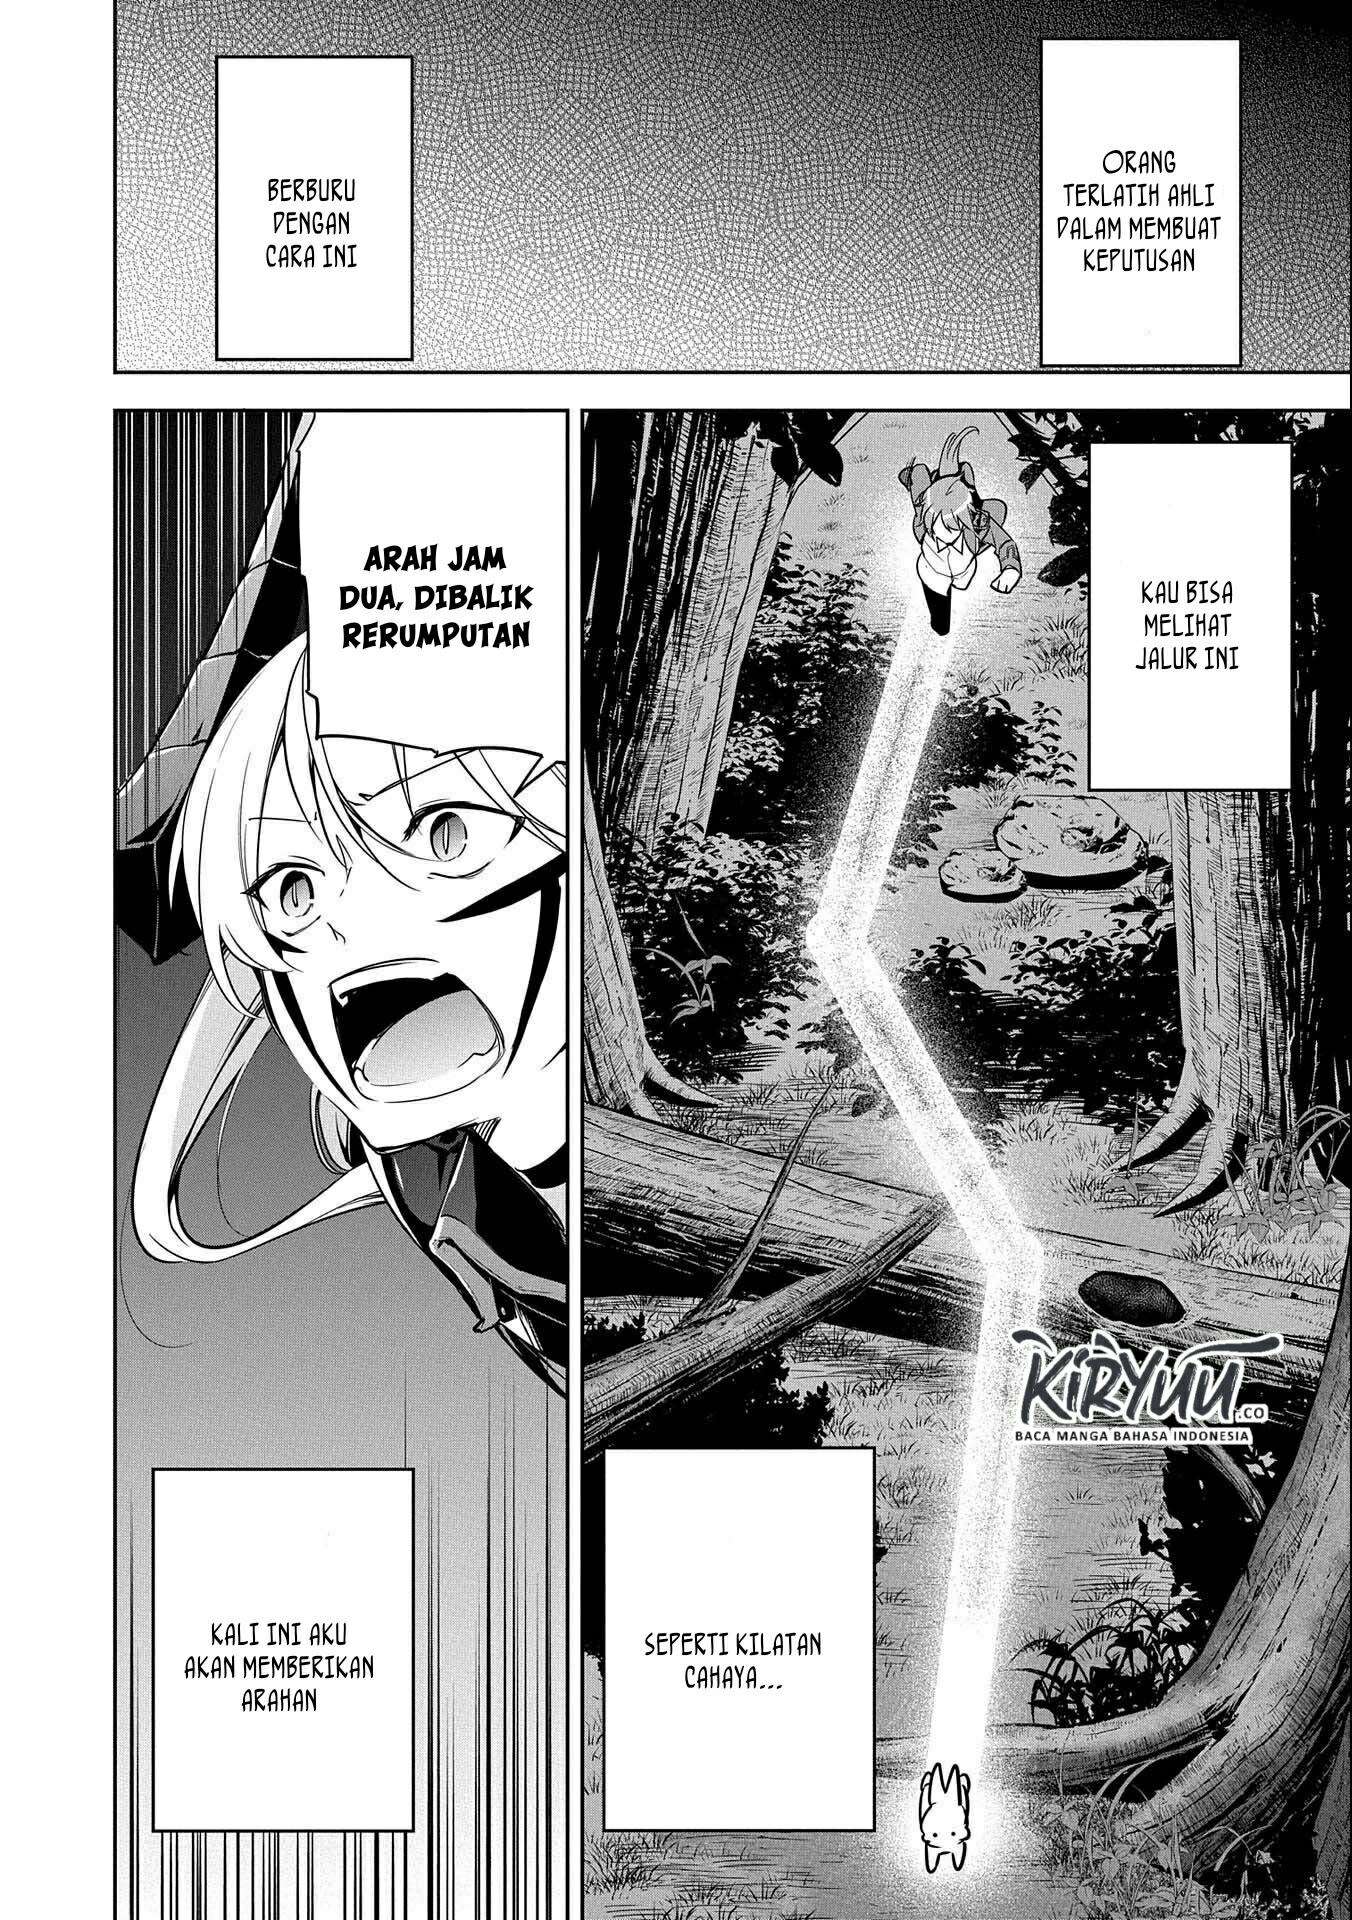 ORANG
TERLATIH AHLI
DALAM MEMBUAT
KEPUTUSAN
BERBURU
DENGAN
CARA INI
KAU BISA
MELIHAT
JALUR INI
SEPERTI KILATAN
CAHAYA...
ARAH JAM
DUA, DIBALIK
RERUMPUTAN
KALI INI AKU
AKAN MEMBERIKAN
ARAHAN
KIRYUU.CO
BACA MANGA BAHASA INDONESIA